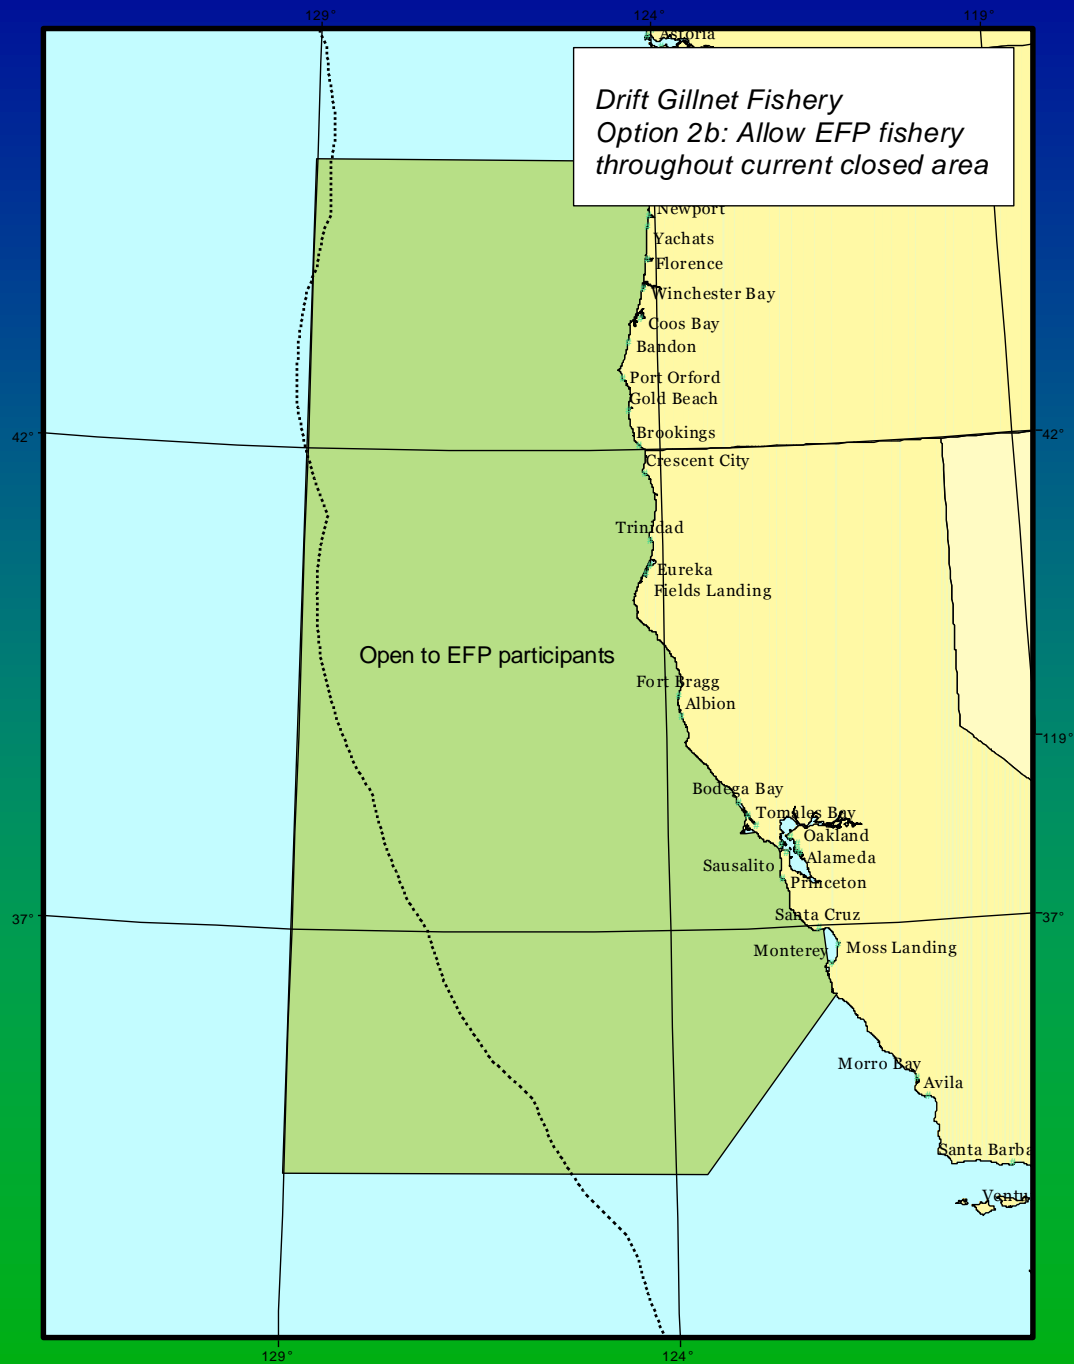 129°
124°
119°
Astoria
Drift Gillnet Fishery
Option 2b: Allow EFP fishery
throughout current closed area
Newport
Yachats
Florence
Winchester Bay
Coos Bay
Bandon
Port Orford
Gold Beach
42°
Brookings
42°
Crescent City
Trinidad
Eureka
Fields Landing
Open to EFP participants
Fort Bragg
Albion
119°
Bodega Bay
Tomales Bay
Oakland
Alameda
Sausalito
Princeton
37°
Santa Cruz
37°
Monterey
Moss Landing
Morro Bay
Avila
Santa Barba
Ventu
129°
124°